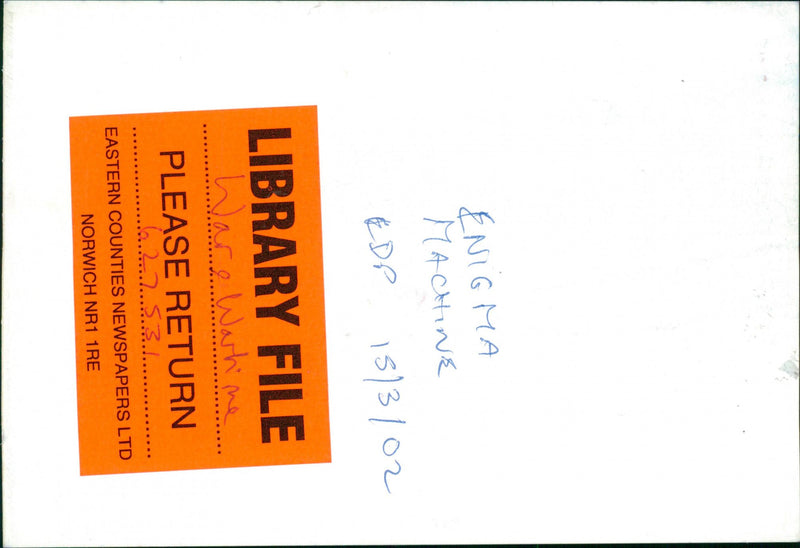 ENIGMA
MACHINE
EDP 15/3/02
LIBRARY FILE
War & Wartime
PLEASE RETURN
627 531
EASTERN COUNTIES NEWSPAPERS LTD
NORWICH NR1 1RE